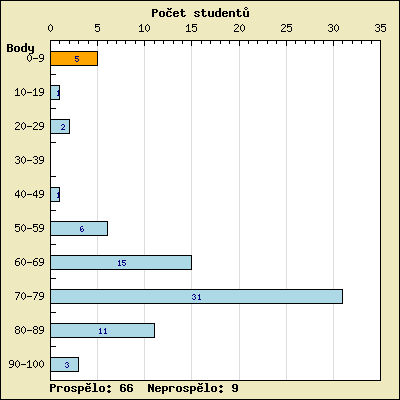 Počet studentů
0 5 10 15 20 25 30 35
Body
0-9 5
10-19 1
20-29 2
30-39
40-49 1
50-59 6
60-69 15
70-79 31
80-89 11
90-100 3
Prospělo: 66 Neprospělo: 9